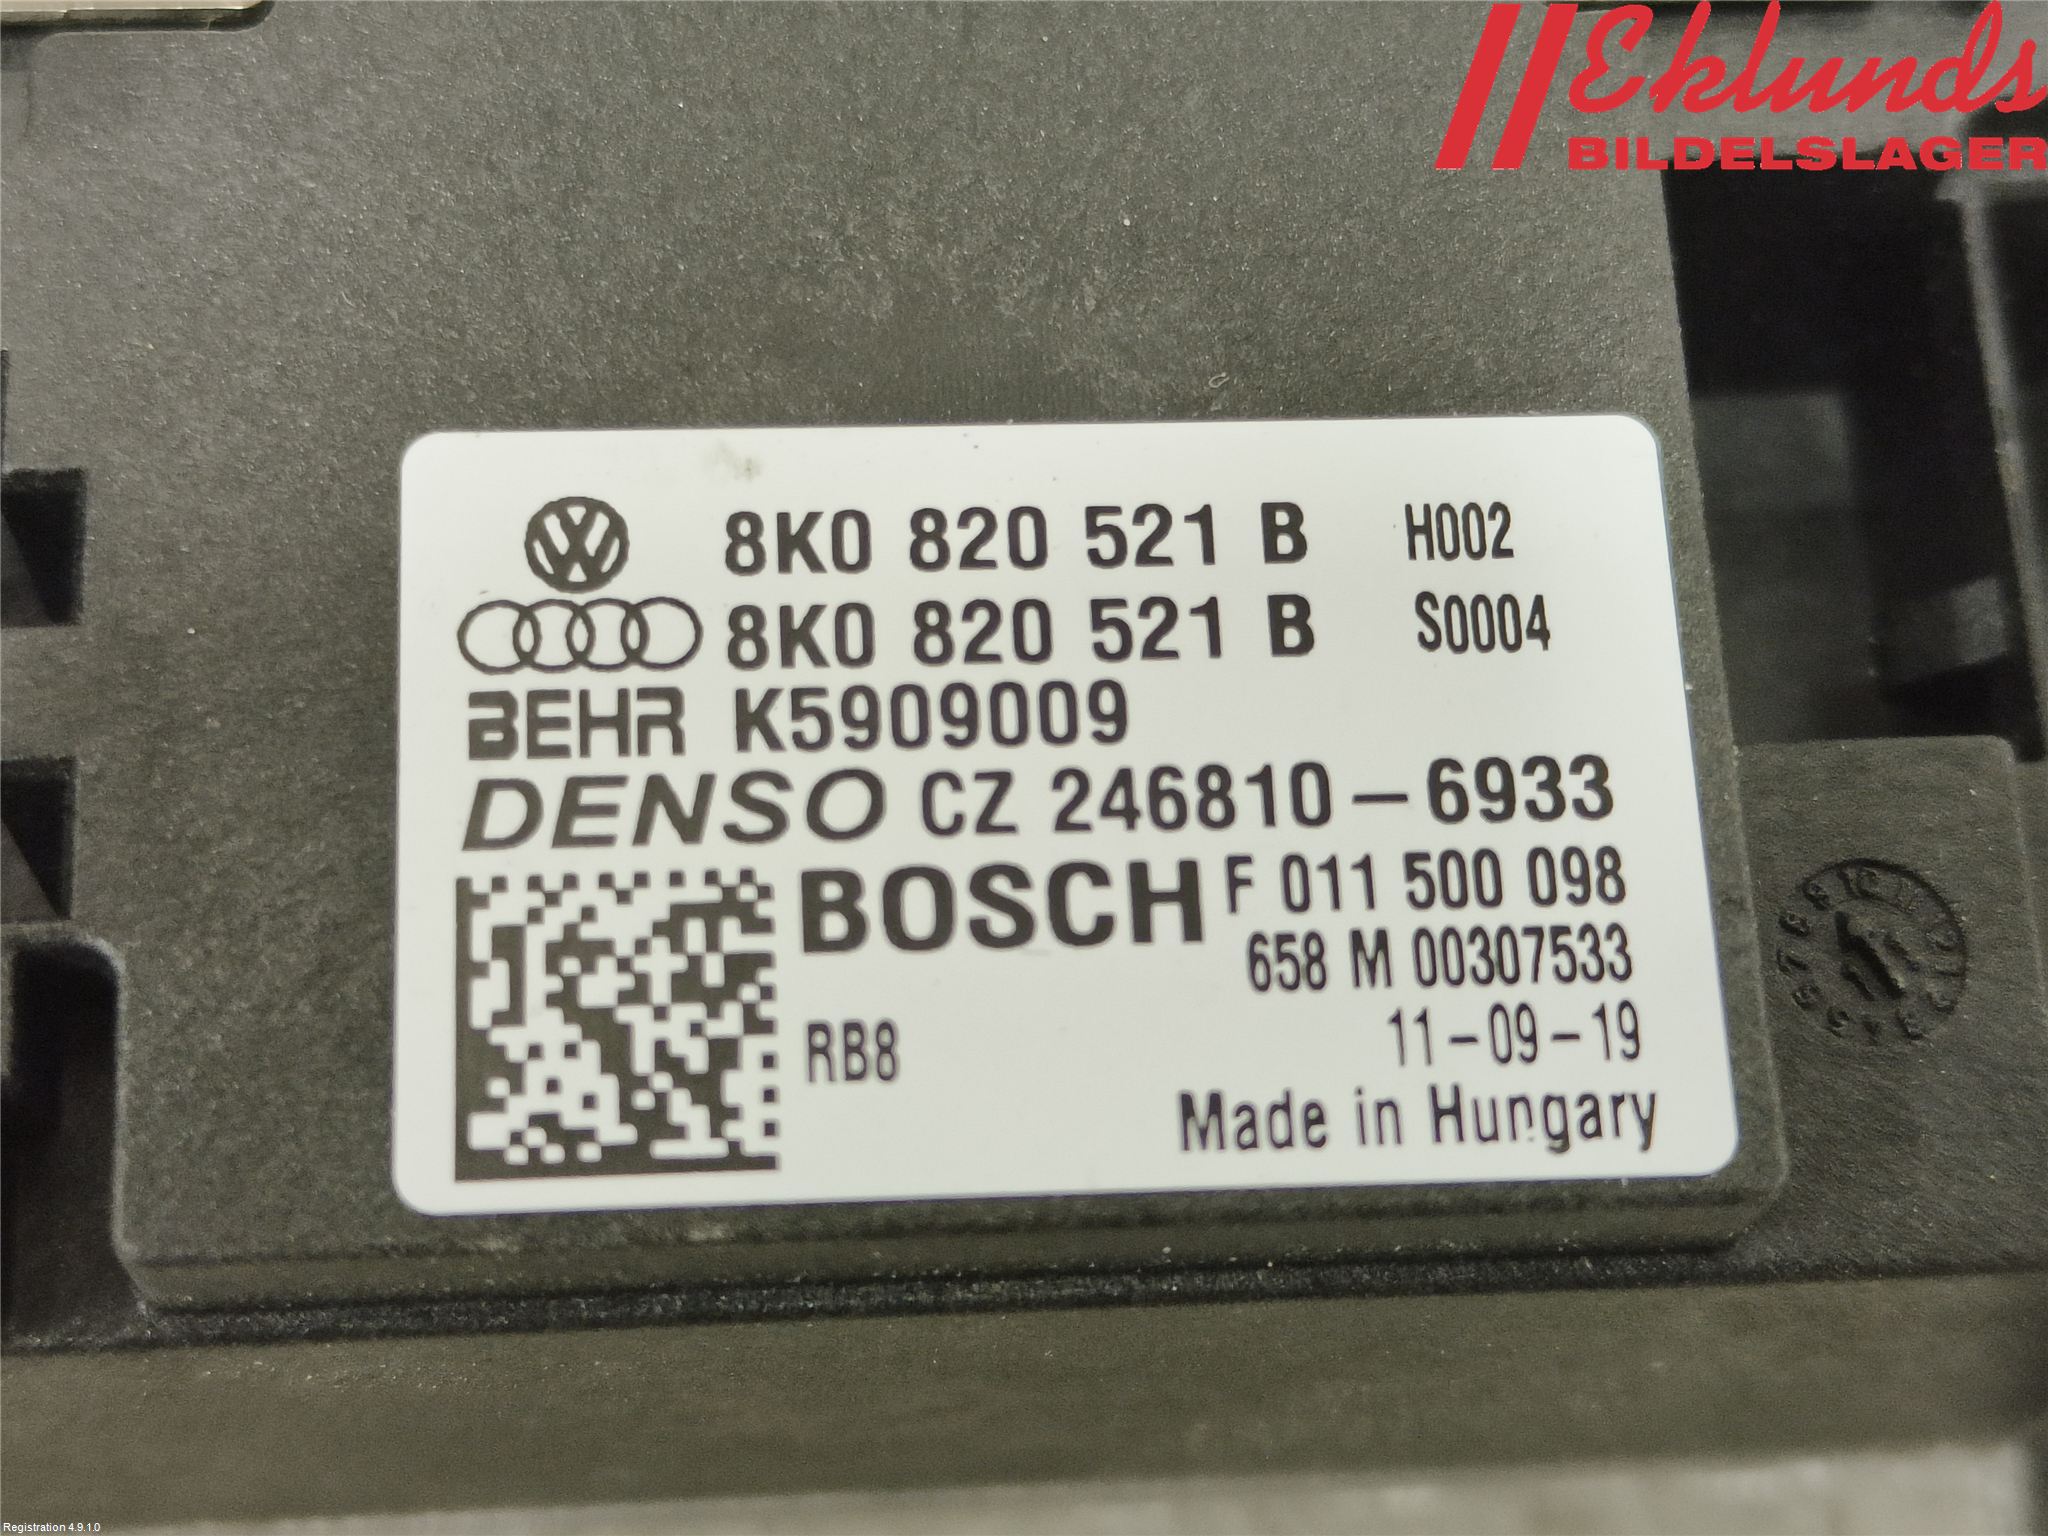 Eklunds
BILDELSLAGER
8K0 820 521 B H002
8K0 820 521 B S0004
BEHR K5909009
DENSO CZ 246810-6933
BOSCH F 011 500 098
658 M 00307533
RB8 11-09-19
Made in Hungary
Registration 4.9.1.0